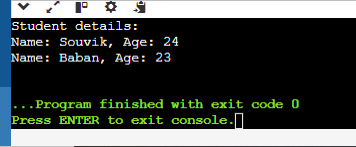 Student details:
Name: Souvik, Age: 24
Name: Baban, Age: 23
...Program finished with exit code 0
Press ENTER to exit console.